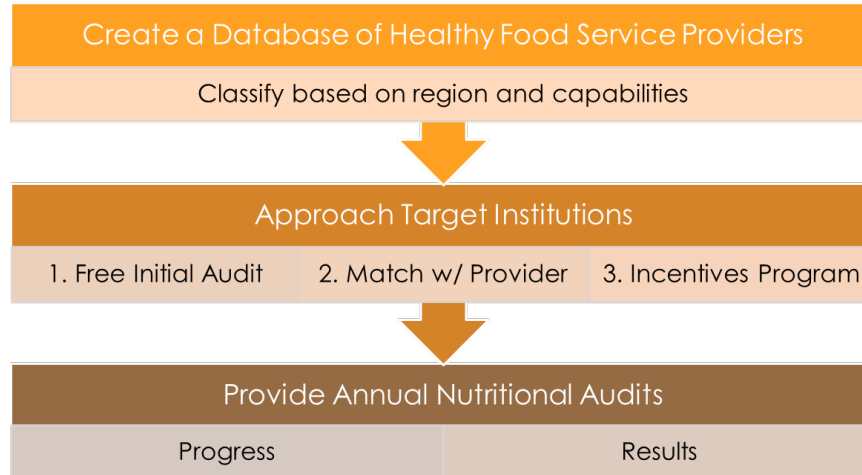 Create a Database of Healthy Food Service Providers
Classify based on region and capabilities
Approach Target Institutions
1. Free Initial Audit
2. Match w/ Provider
3. Incentives Program
Provide Annual Nutritional Audits
Progress
Results